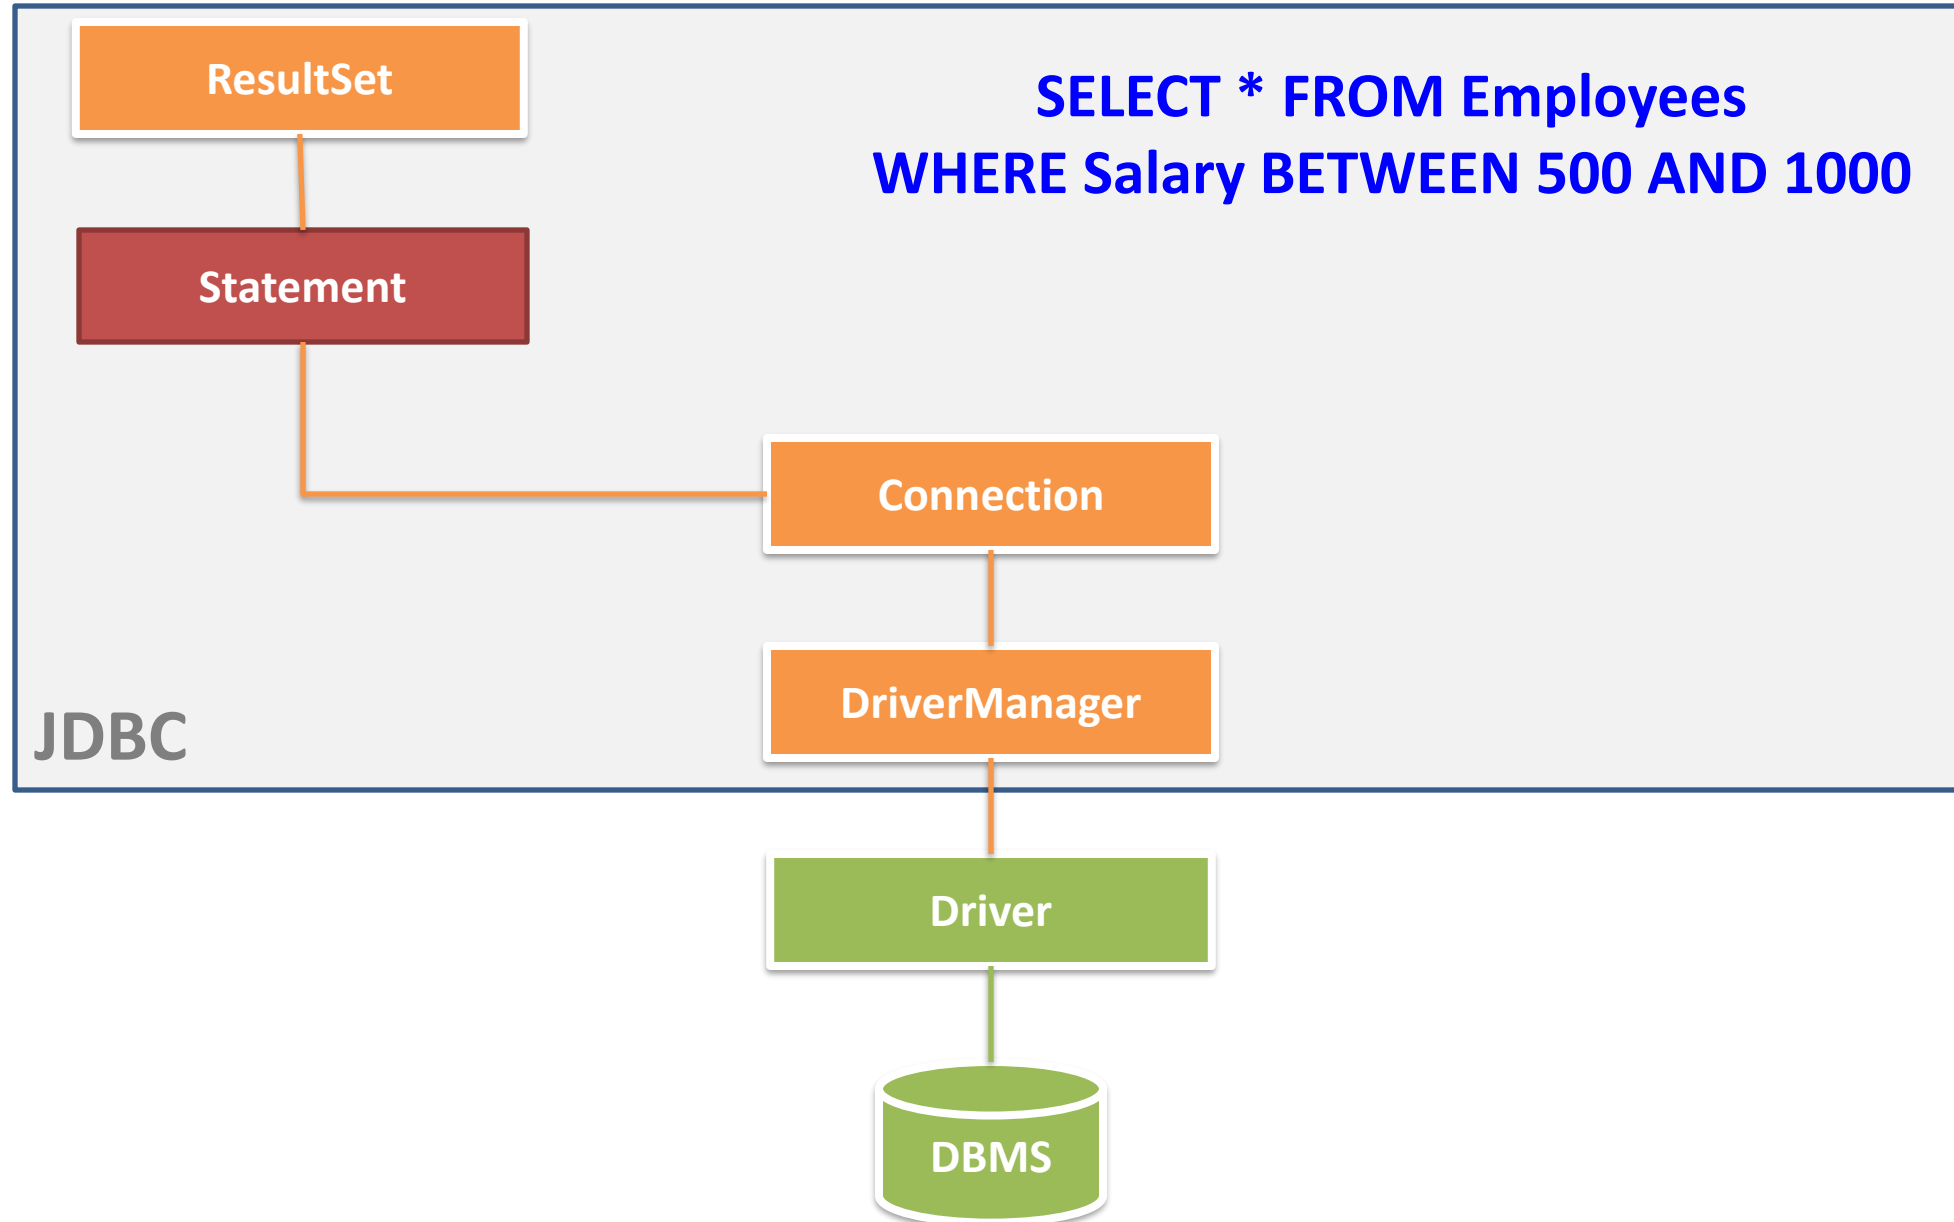 ResultSet
SELECT * FROM Employees
WHERE Salary BETWEEN 500 AND 1000
Statement
Connection
DriverManager
JDBC
Driver
DBMS